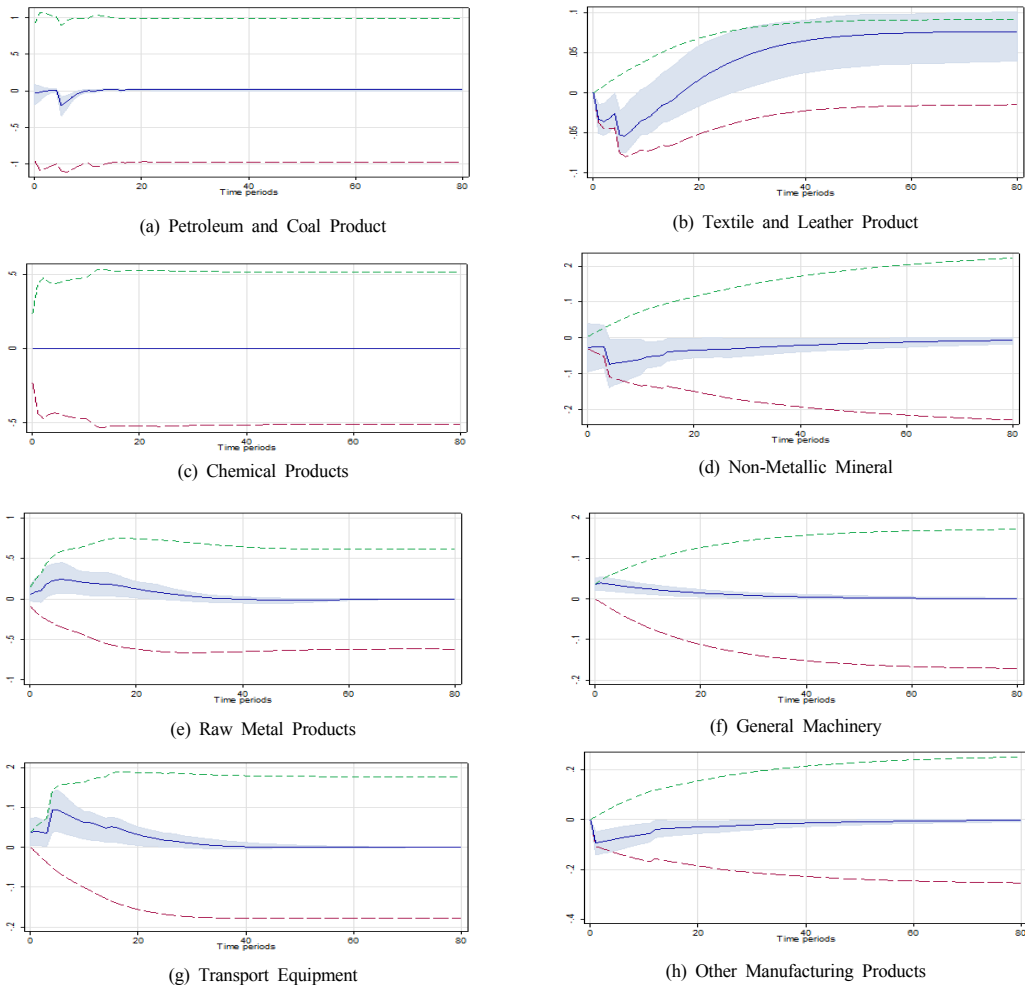 1
.5
0
-.5
-1
0 20 40 60 80
Time periods
(a) Petroleum and Coal Product
.1
.05
0
-.05
-.1
0 20 40 60 80
Time periods
(b) Textile and Leather Product
.5
0
-.5
0 20 40 60 80
Time periods
(c) Chemical Products
.2
.1
0
-.1
-.2
0 20 40 60 80
Time periods
(d) Non-Metallic Mineral
1
.5
0
-.5
-1
0 20 40 60 80
Time periods
(e) Raw Metal Products
.2
.1
0
-.1
-.2
0 20 40 60 80
Time periods
(f) General Machinery
.2
.1
0
-.1
-.2
0 20 40 60 80
Time periods
(g) Transport Equipment
.4
.2
0
-.2
-.4
0 20 40 60 80
Time periods
(h) Other Manufacturing Products